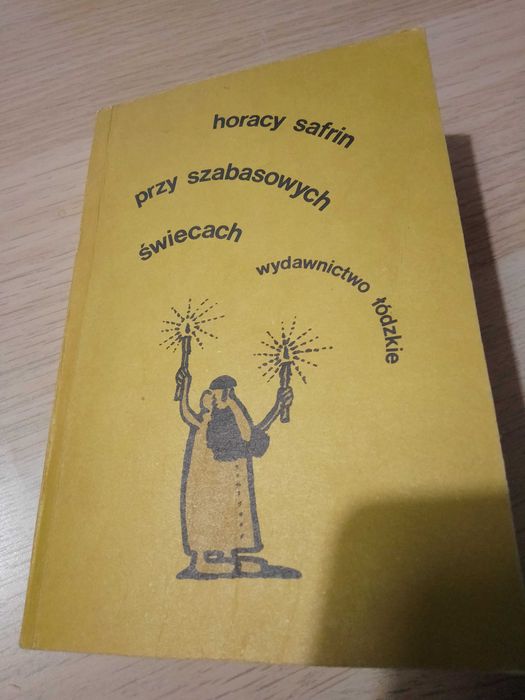 horacy safrin
przy szabasowych
świecach
wydawnictwo łódzkie